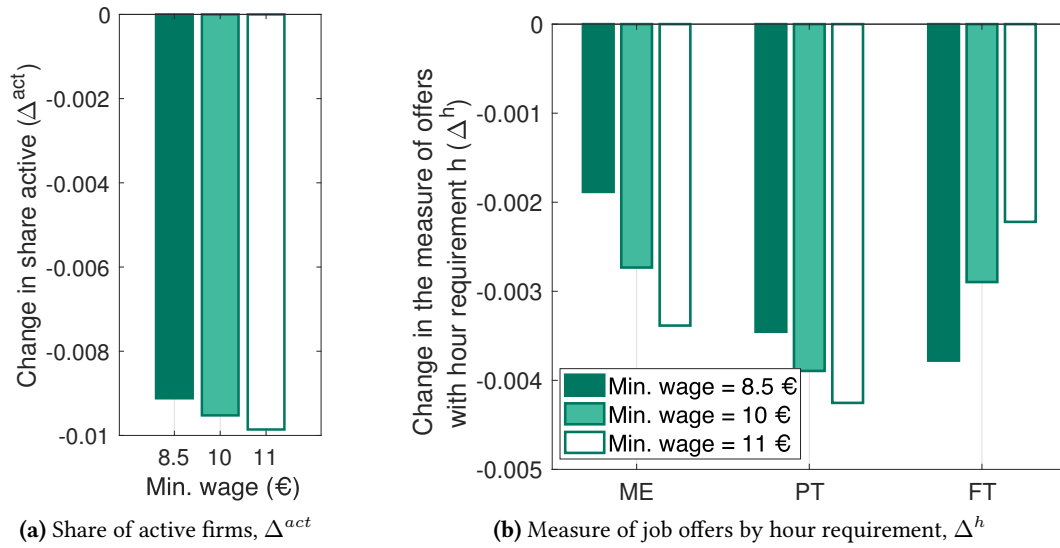 0
-0.002
-0.004
-0.006
-0.008
-0.01
Change in share active (Δ^act)
8.5 10 11
Min. wage (€)
(a) Share of active firms, Δ^act
0
-0.001
-0.002
-0.003
-0.004
-0.005
Change in the measure of offers
with hour requirement h (Δ^h)
Min. wage = 8.5 €
Min. wage = 10 €
Min. wage = 11 €
ME PT FT
(b) Measure of job offers by hour requirement, Δ^h